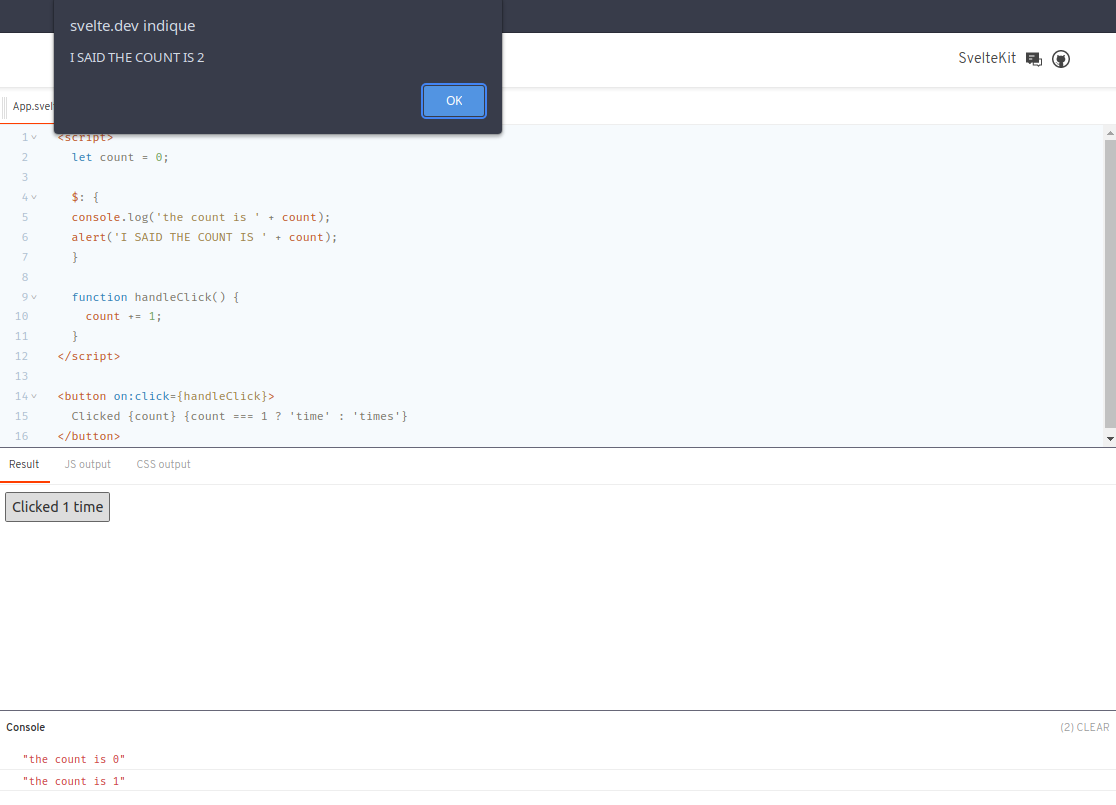 svelte.dev indique
I SAID THE COUNT IS 2
OK
SvelteKit
App.svel
1 <script>
2 let count = 0;
3
4 $: {
5 console.log('the count is ' + count);
6 alert('I SAID THE COUNT IS ' + count);
7 }
8
9 function handleClick() {
10 count += 1;
11 }
12 </script>
13
14 <button on:click={handleClick}>
15 Clicked {count} {count === 1 ? 'time' : 'times'}
16 </button>
Result JS output CSS output
Clicked 1 time
Console (2) CLEAR
"the count is 0"
"the count is 1"